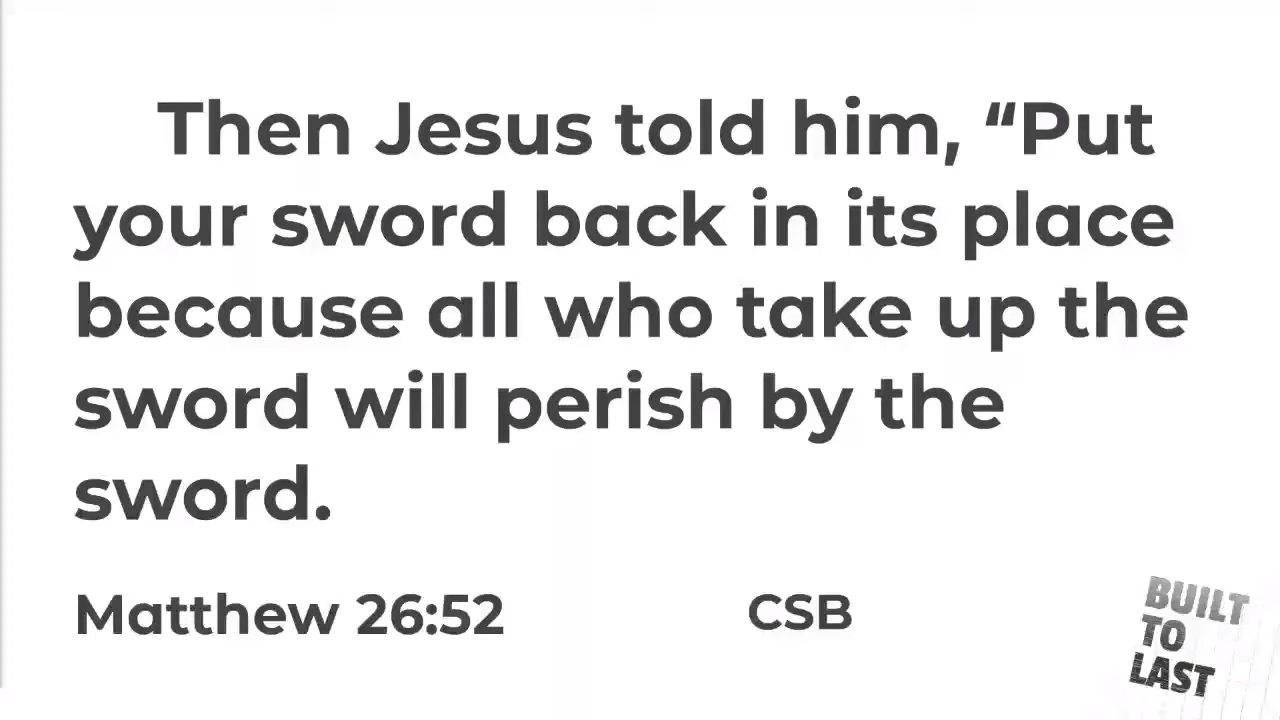 Then Jesus told him, “Put
your sword back in its place
because all who take up the
sword will perish by the
sword.
Matthew 26:52 CSB
BUILT
TO
LAST